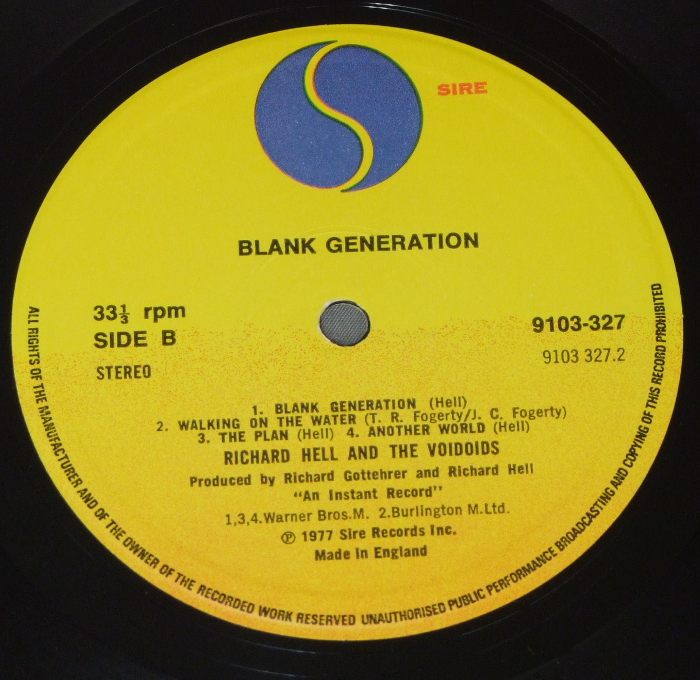 SIRE
BLANK GENERATION
33⅓ rpm
SIDE B
STEREO
9103-327
9103 327.2
1. BLANK GENERATION (Hell)
2. WALKING ON THE WATER (T. R. Fogerty/J. C. Fogerty)
3. THE PLAN (Hell) 4. ANOTHER WORLD (Hell)
RICHARD HELL AND THE VOIDOIDS
Produced by Richard Gottehrer and Richard Hell
"An Instant Record"
1,3,4.Warner Bros.M. 2.Burlington M.Ltd.
℗ 1977 Sire Records Inc.
Made in England
ALL RIGHTS OF THE MANUFACTURER AND OF THE OWNER OF THE RECORDED WORK RESERVED UNAUTHORISED PUBLIC PERFORMANCE BROADCASTING AND COPYING OF THIS RECORD PROHIBITED